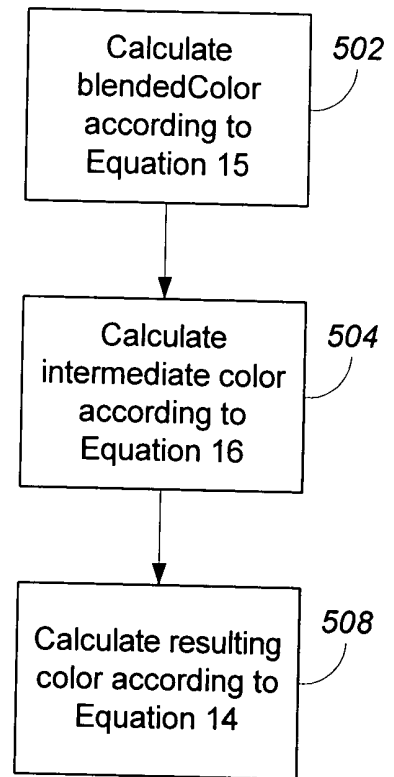 Calculate
blendedColor
according to
Equation 15
502
Calculate
intermediate color
according to
Equation 16
504
Calculate resulting
color according to
Equation 14
508